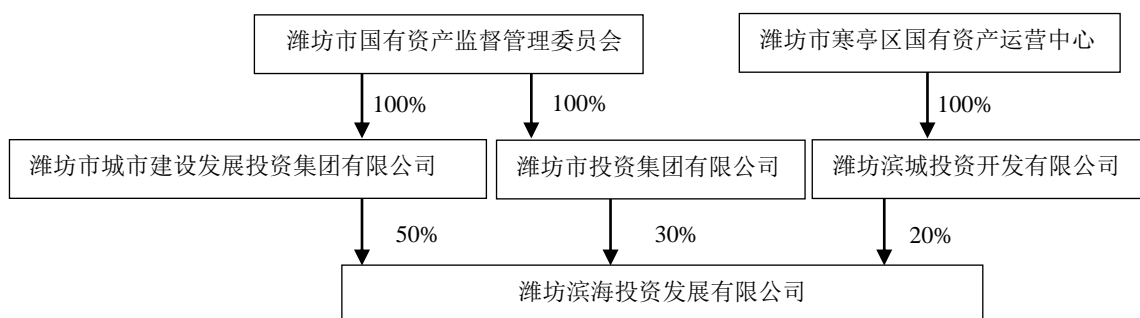 潍坊市国有资产监督管理委员会
潍坊市寒亭区国有资产运营中心
100%
100%
100%
潍坊市城市建设发展投资集团有限公司
潍坊市投资集团有限公司
潍坊滨城投资开发有限公司
50%
30%
20%
潍坊滨海投资发展有限公司